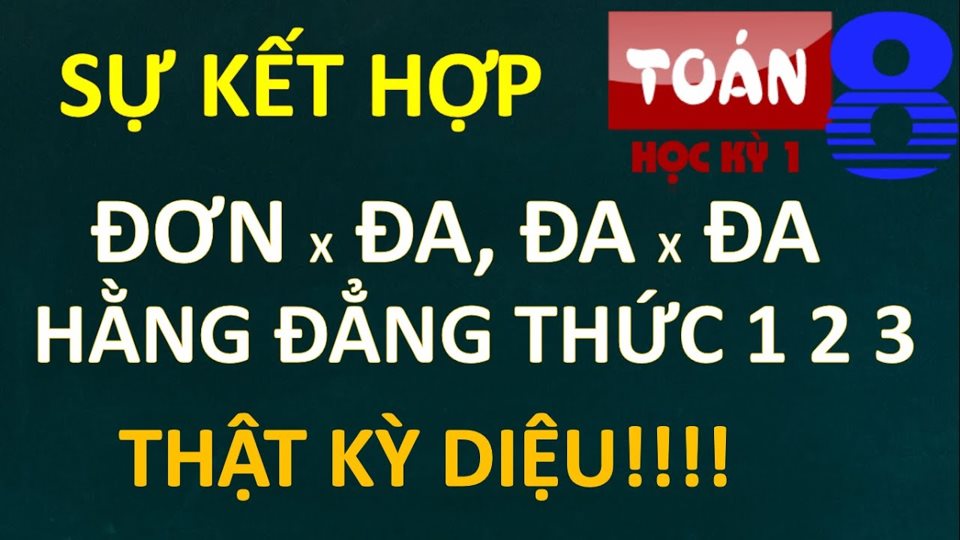 SỰ KẾT HỢP
TOÁN 8
HỌC KỲ 1
ĐƠN x ĐA, ĐA x ĐA
HẰNG ĐẲNG THỨC 1 2 3
THẬT KỲ DIỆU!!!!